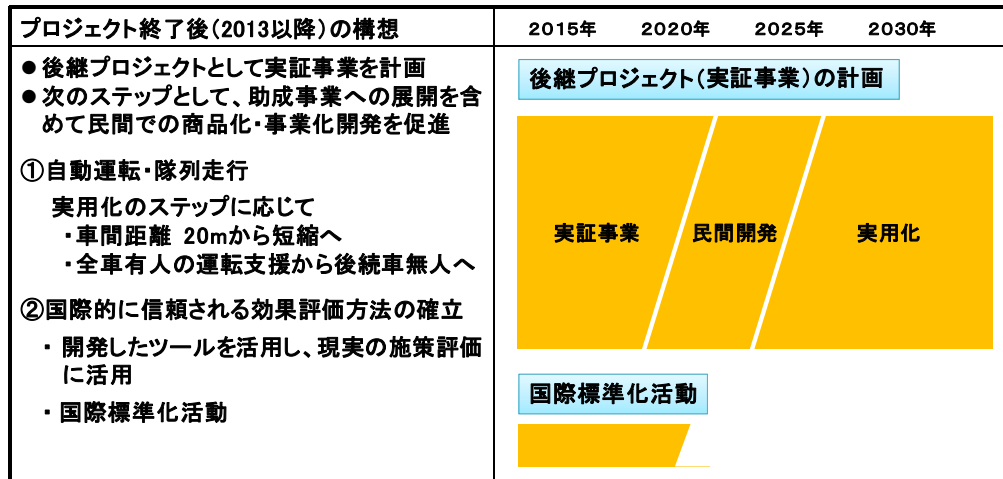 プロジェクト終了後(2013以降)の構想
●後継プロジェクトとして実証事業を計画
●次のステップとして、助成事業への展開を含
めて民間での商品化・事業化開発を促進
①自動運転・隊列走行
実用化のステップに応じて
・車間距離 20mから短縮へ
・全車有人の運転支援から後続車無人へ
②国際的に信頼される効果評価方法の確立
・ 開発したツールを活用し、現実の施策評価
に活用
・ 国際標準化活動
2015年 2020年 2025年 2030年
後継プロジェクト(実証事業)の計画
実証事業 民間開発 実用化
国際標準化活動